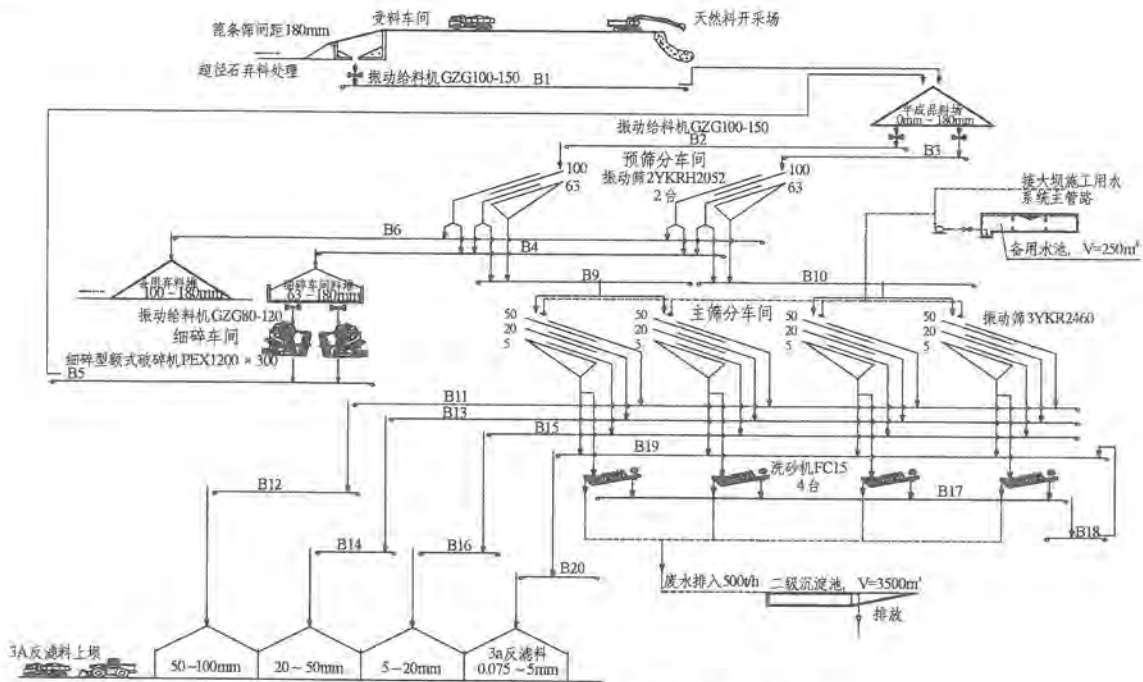 受料车间
天然料开采场
篦条筛间距180mm
超径石弃料处理
振动给料机GZG100-150
B1
半成品料场
0mm~180mm
振动给料机GZG100-150
B2
B3
预筛分车间
振动筛2YKRH2052
2台
100
63
100
63
接大坝施工用水
系统主管路
备用水池，V=250m³
B6
B4
B9
B10
备用弃料堆
100~180mm
细碎车间料堆
63~180mm
振动给料机GZG80-120
细碎车间
细碎型颚式破碎机PEX1200×300
B5
主筛分车间
振动筛3YKR2460
50
20
5
50
20
5
50
20
5
50
20
5
B11
B13
B15
B19
洗砂机FC15
4台
B12
B17
B18
B14
B16
B20
废水排入500t/h
二级沉淀池，V=3500m³
排放
3A反滤料上坝
50~100mm
20~50mm
5~20mm
3a反滤料
0.075~5mm